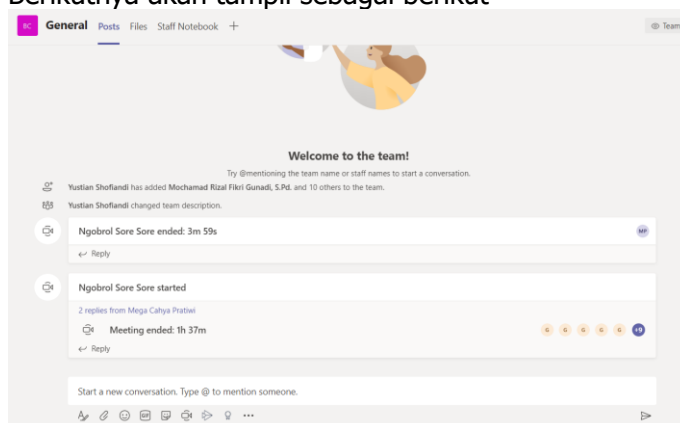 Berikutnya akan tampil sebagai berikut
BC General Posts Files Staff Notebook + Team
Welcome to the team!
Try @mentioning the team name or staff names to start a conversation.
Yustian Shofiandi has added Mochamad Rizal Fikri Gunadi, S.Pd. and 10 others to the team.
Yustian Shofiandi changed team description.
Ngobrol Sore Sore ended: 3m 59s MP
Reply
Ngobrol Sore Sore started
2 replies from Mega Cahya Pratiwi
Meeting ended: 1h 37m G G G G G +9
Reply
Start a new conversation. Type @ to mention someone.
GIF